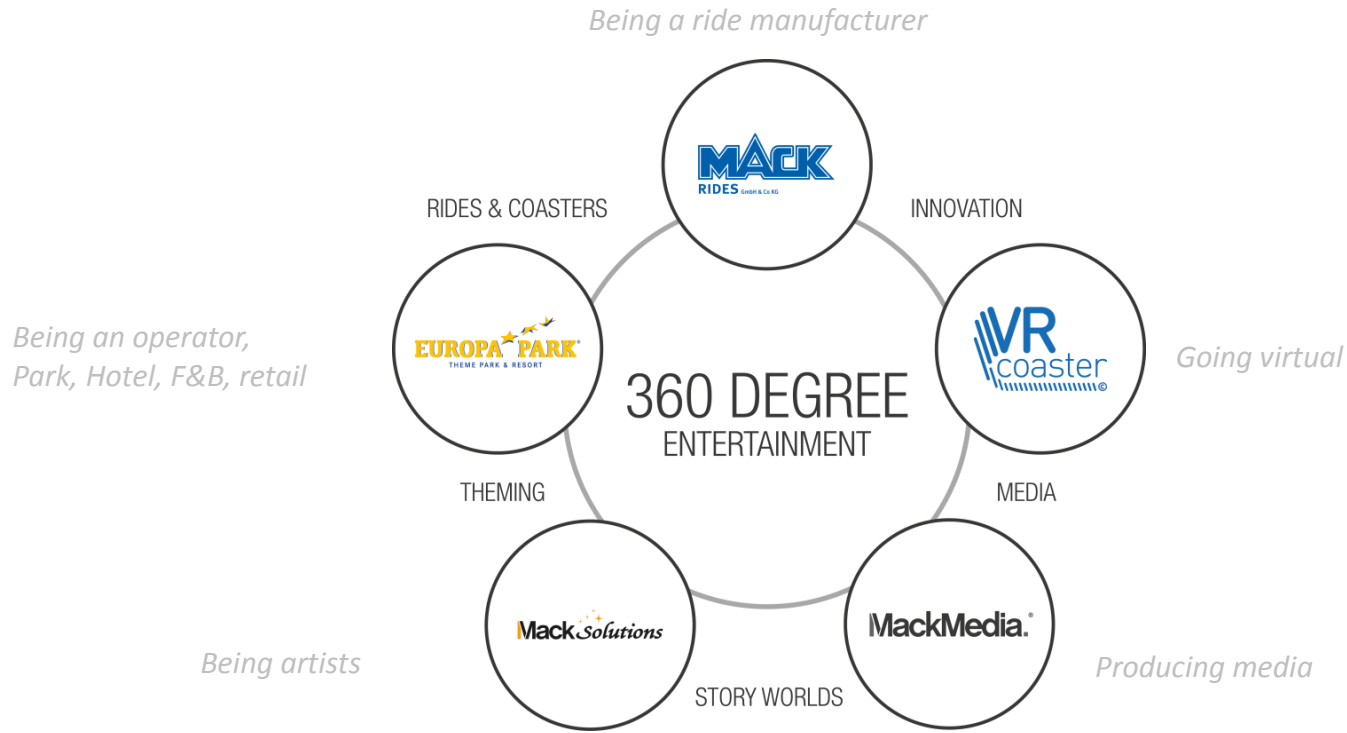 Being a ride manufacturer
MACK
RIDES GmbH & Co KG
RIDES & COASTERS
INNOVATION
EUROPA PARK®
THEME PARK & RESORT
VR
coaster
©
Being an operator,
Park, Hotel, F&B, retail
Going virtual
360 DEGREE
ENTERTAINMENT
THEMING
MEDIA
Mack Solutions
MackMedia.®
Being artists
Producing media
STORY WORLDS